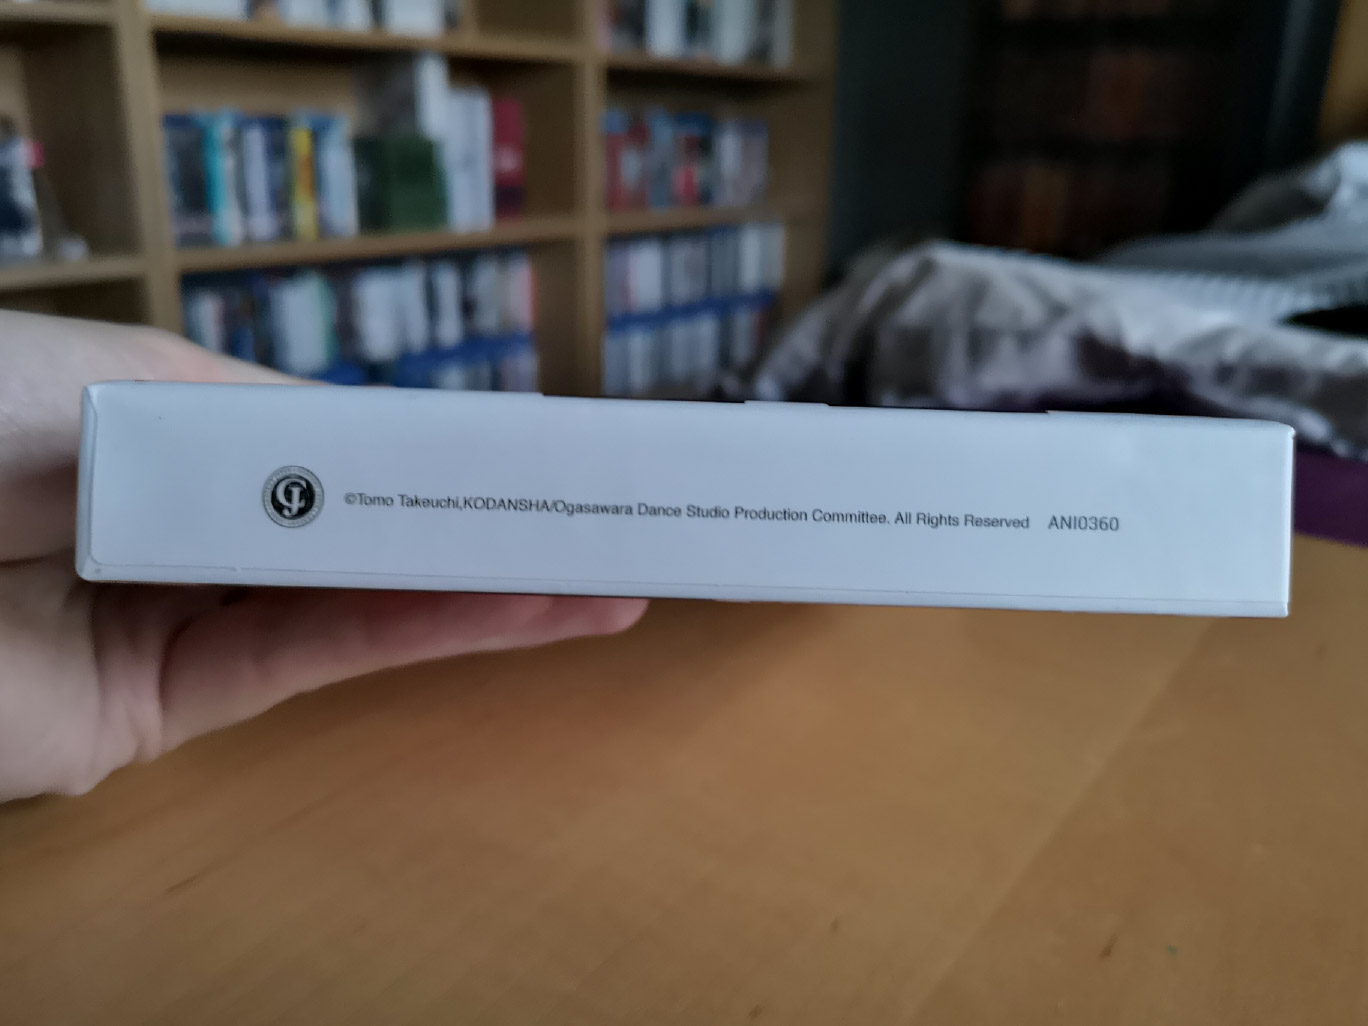 ©Tomo Takeuchi,KODANSHA/Ogasawara Dance Studio Production Committee. All Rights Reserved ANI0360